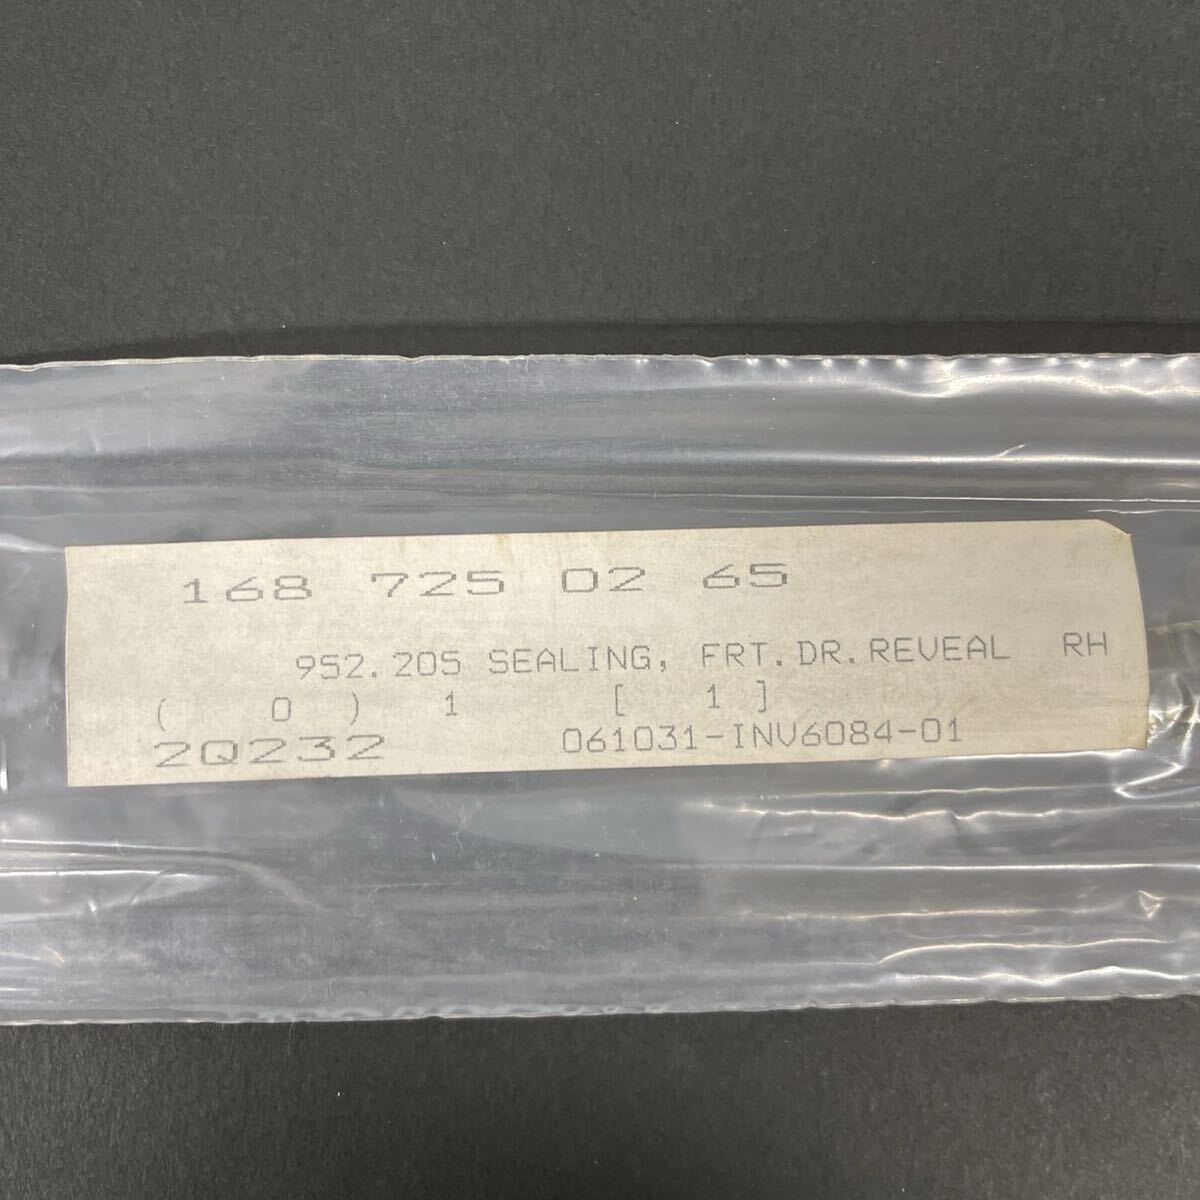 168 725 02 65
952.205 SEALING, FRT.DR.REVEAL RH
( 0 ) 1 [ 1 ]
2Q232 061031-INV6084-01